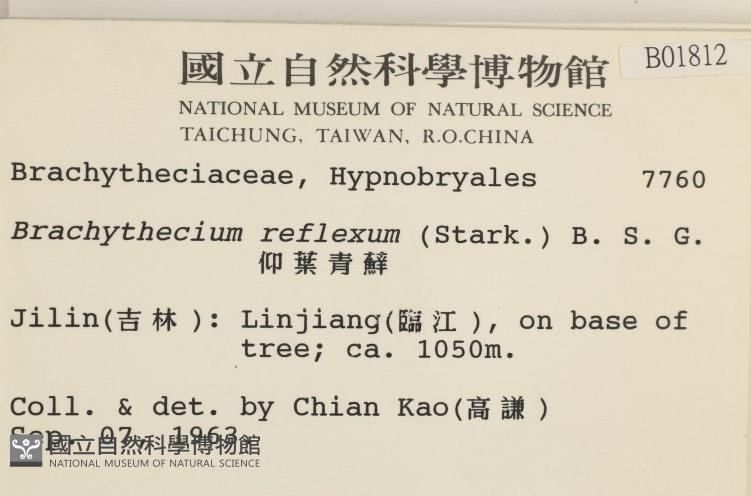 國立自然科學博物館
B01812
NATIONAL MUSEUM OF NATURAL SCIENCE
TAICHUNG, TAIWAN, R.O.CHINA
Brachytheciaceae, Hypnobryales 7760
Brachythecium reflexum (Stark.) B. S. G.
仰葉青蘚
Jilin(吉林): Linjiang(臨江), on base of
tree; ca. 1050m.
Coll. & det. by Chian Kao(高謙)
Sep. 07, 1963
國立自然科學博物館
NATIONAL MUSEUM OF NATURAL SCIENCE